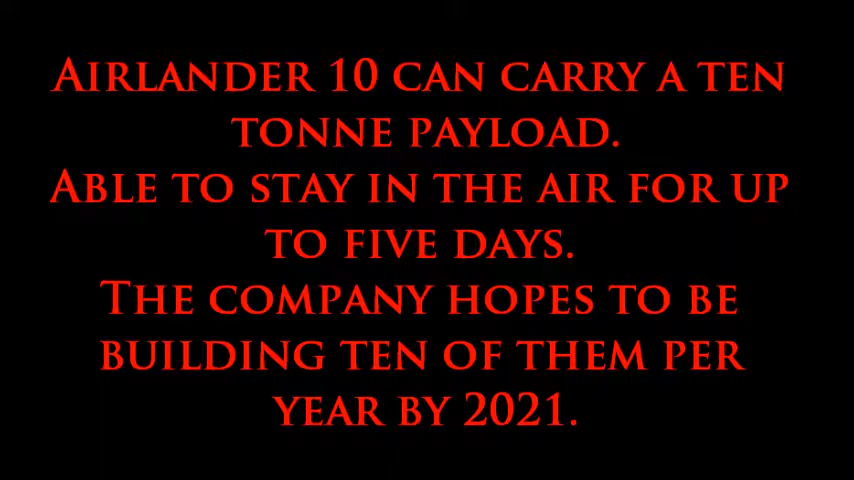 Airlander 10 can carry a ten
tonne payload.
Able to stay in the air for up
to five days.
The company hopes to be
building ten of them per
year by 2021.